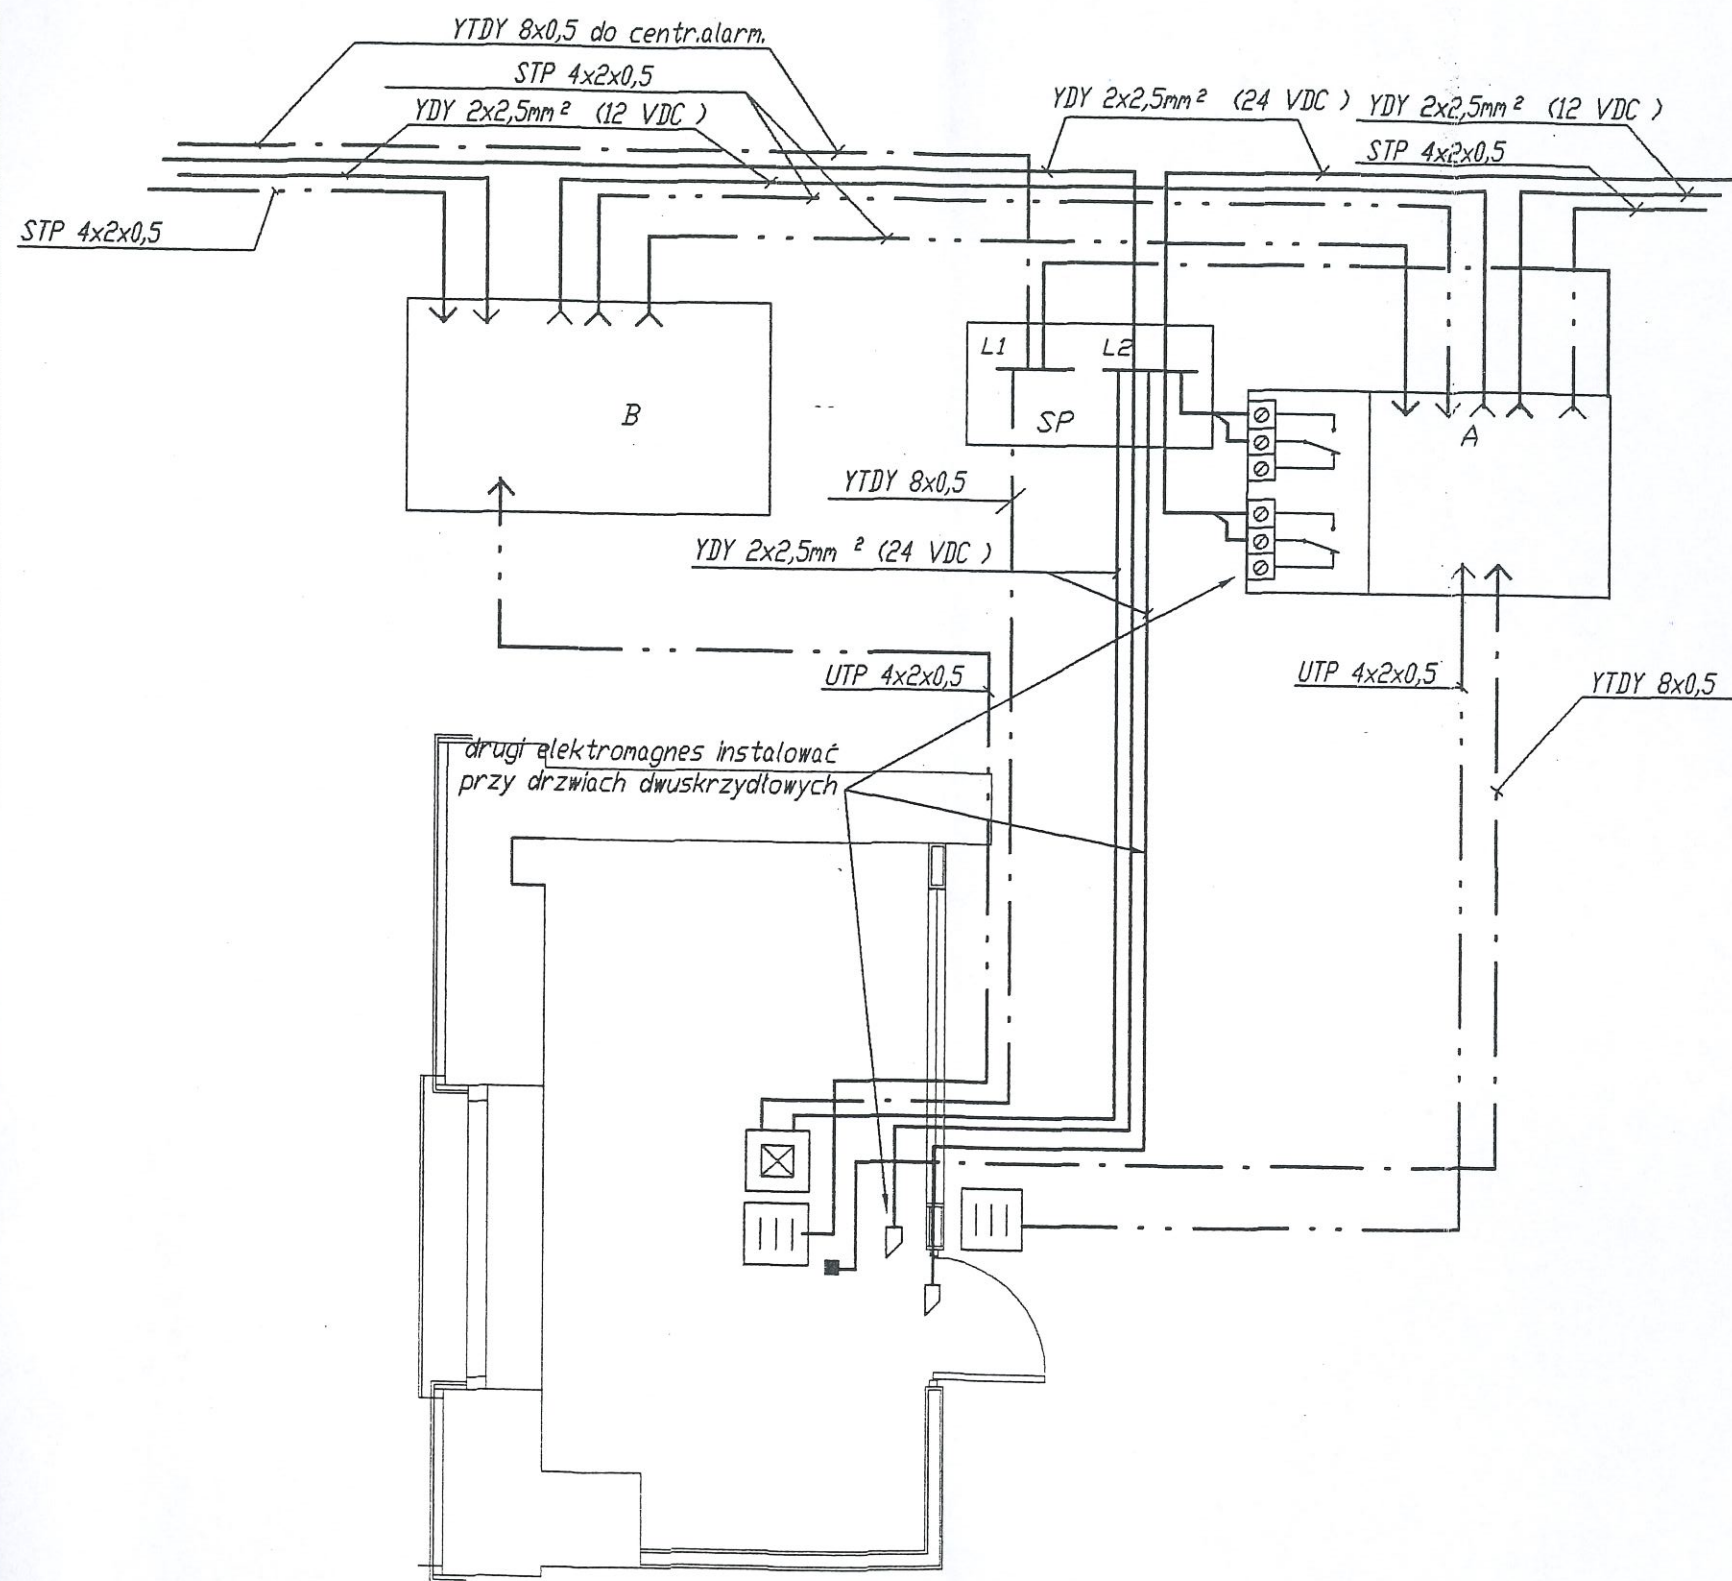 YTDY 8x0,5 do centr.alarm.
STP 4x2x0,5
YDY 2x2,5mm² (12 VDC )
YDY 2x2,5mm² (24 VDC )
YDY 2x2,5mm² (12 VDC )
STP 4x2x0,5
STP 4x2x0,5
L1
L2
B
SP
A
YTDY 8x0,5
YDY 2x2,5mm ² (24 VDC )
UTP 4x2x0,5
UTP 4x2x0,5
YTDY 8x0,5
drugi elektromagnes instalować
przy drzwiach dwuskrzydłowych